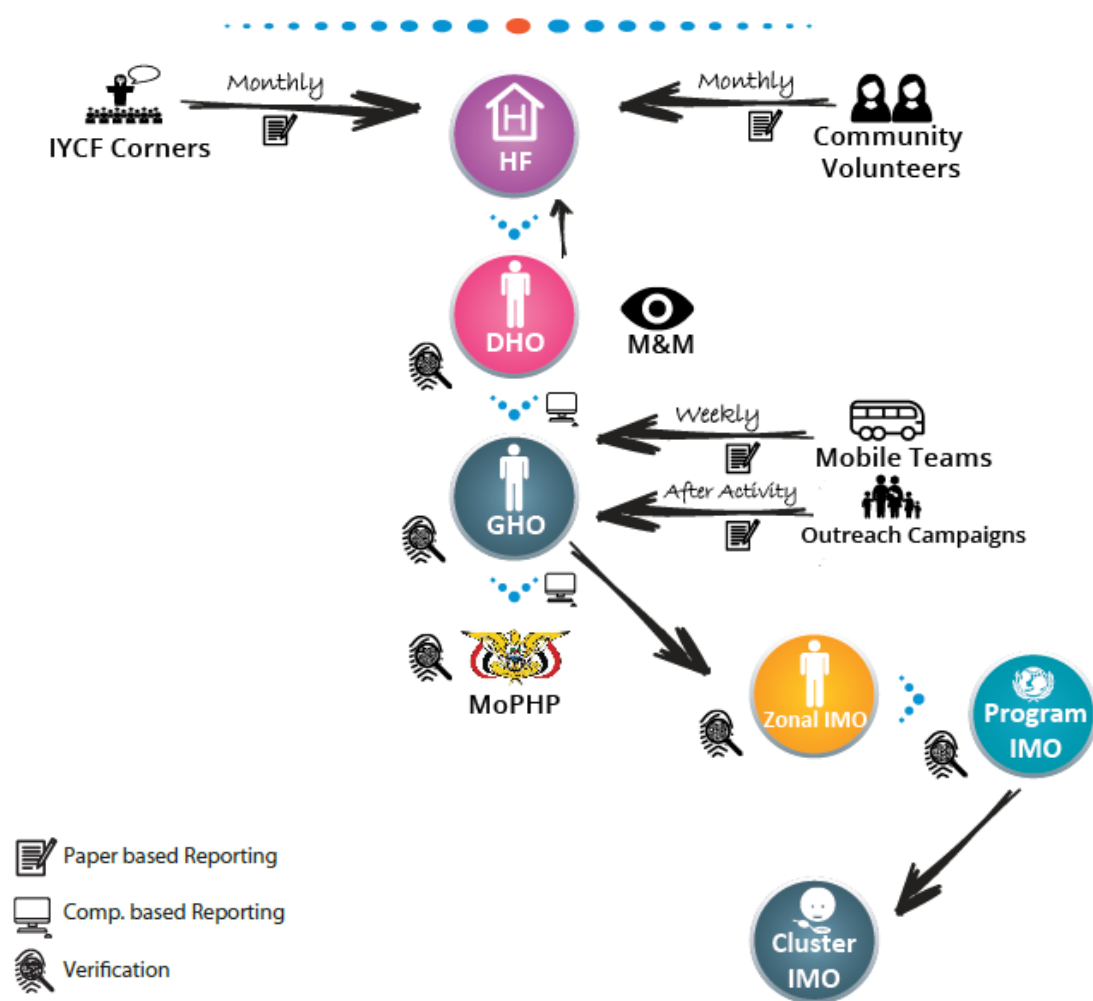 Monthly
Monthly
IYCF Corners
H
HF
Community
Volunteers
DHO
M&M
Weekly
Mobile Teams
After Activity
GHO
Outreach Campaigns
MoPHP
Zonal IMO
Program
IMO
Paper based Reporting
Comp. based Reporting
Cluster
IMO
Verification